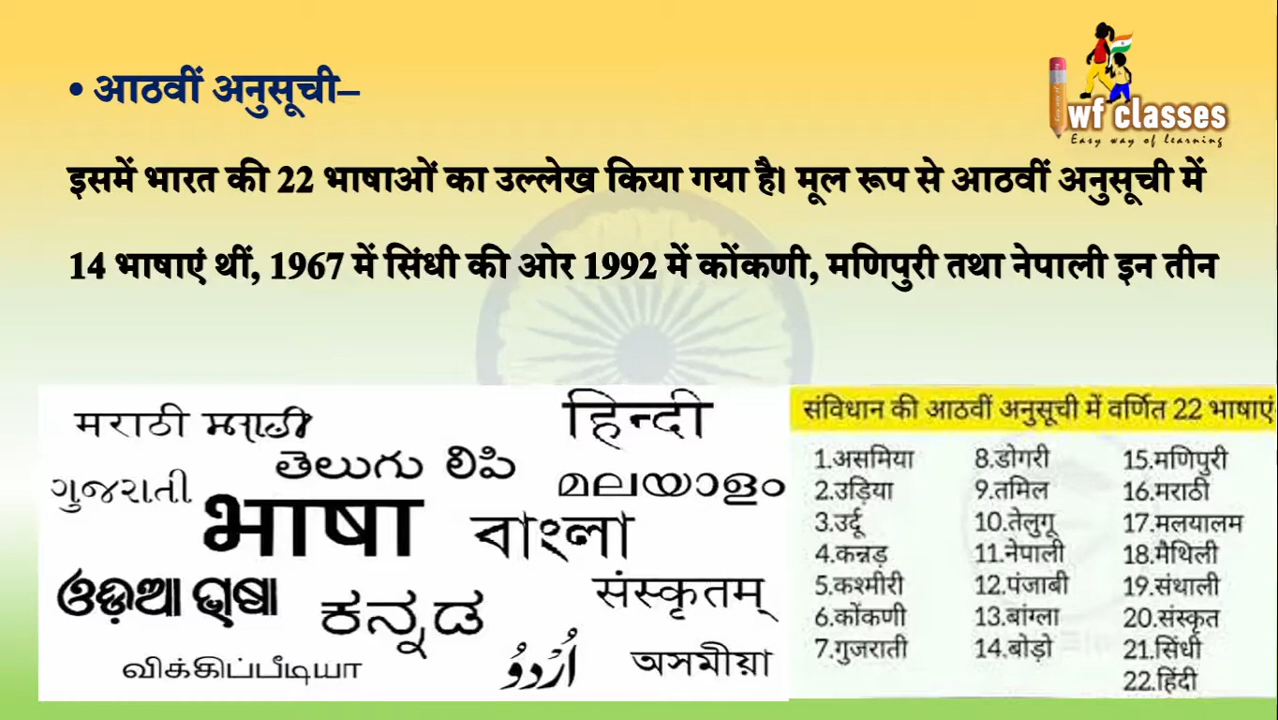 • आठवीं अनुसूची–
wf classes
Easy way of learning
इसमें भारत की 22 भाषाओं का उल्लेख किया गया है। मूल रूप से आठवीं अनुसूची में
14 भाषाएं थीं, 1967 में सिंधी की ओर 1992 में कोंकणी, मणिपुरी तथा नेपाली इन तीन
मराठी
हिन्दी
తెలుగు లిపి
ગુજરાતી
മലയാളം
भाषा
বাংলা
ଓଡ଼ିଆ ଭାଷା
ಕನ್ನಡ
संस्कृतम्
விக்கிப்பீடியா
اُردُو
অসমীয়া
संविधान की आठवीं अनुसूची में वर्णित 22 भाषाएं
1.असमिया
2.उड़िया
3.उर्दू
4.कन्नड़
5.कश्मीरी
6.कोंकणी
7.गुजराती
8.डोगरी
9.तमिल
10.तेलुगू
11.नेपाली
12.पंजाबी
13.बांग्ला
14.बोड़ो
15.मणिपुरी
16.मराठी
17.मलयालम
18.मैथिली
19.संथाली
20.संस्कृत
21.सिंधी
22.हिंदी